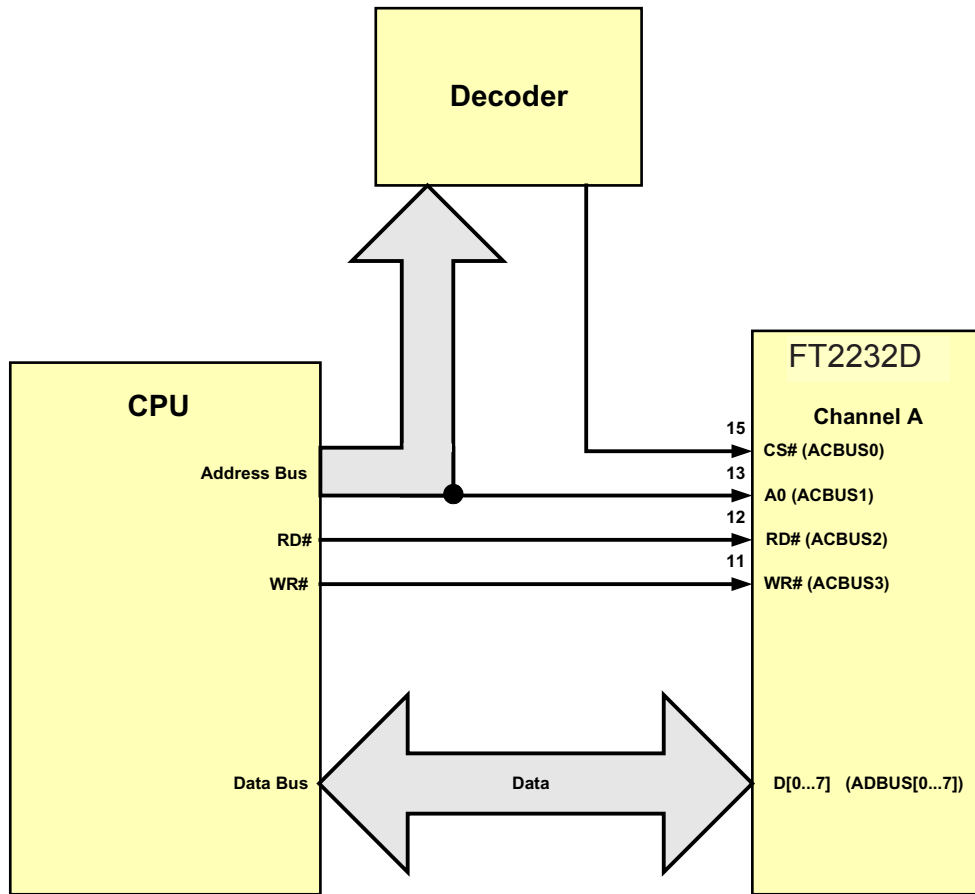 Decoder
FT2232D
CPU
Channel A
15
CS# (ACBUS0)
Address Bus
13
A0 (ACBUS1)
12
RD#
RD# (ACBUS2)
11
WR#
WR# (ACBUS3)
Data Bus
Data
D[0...7] (ADBUS[0...7])